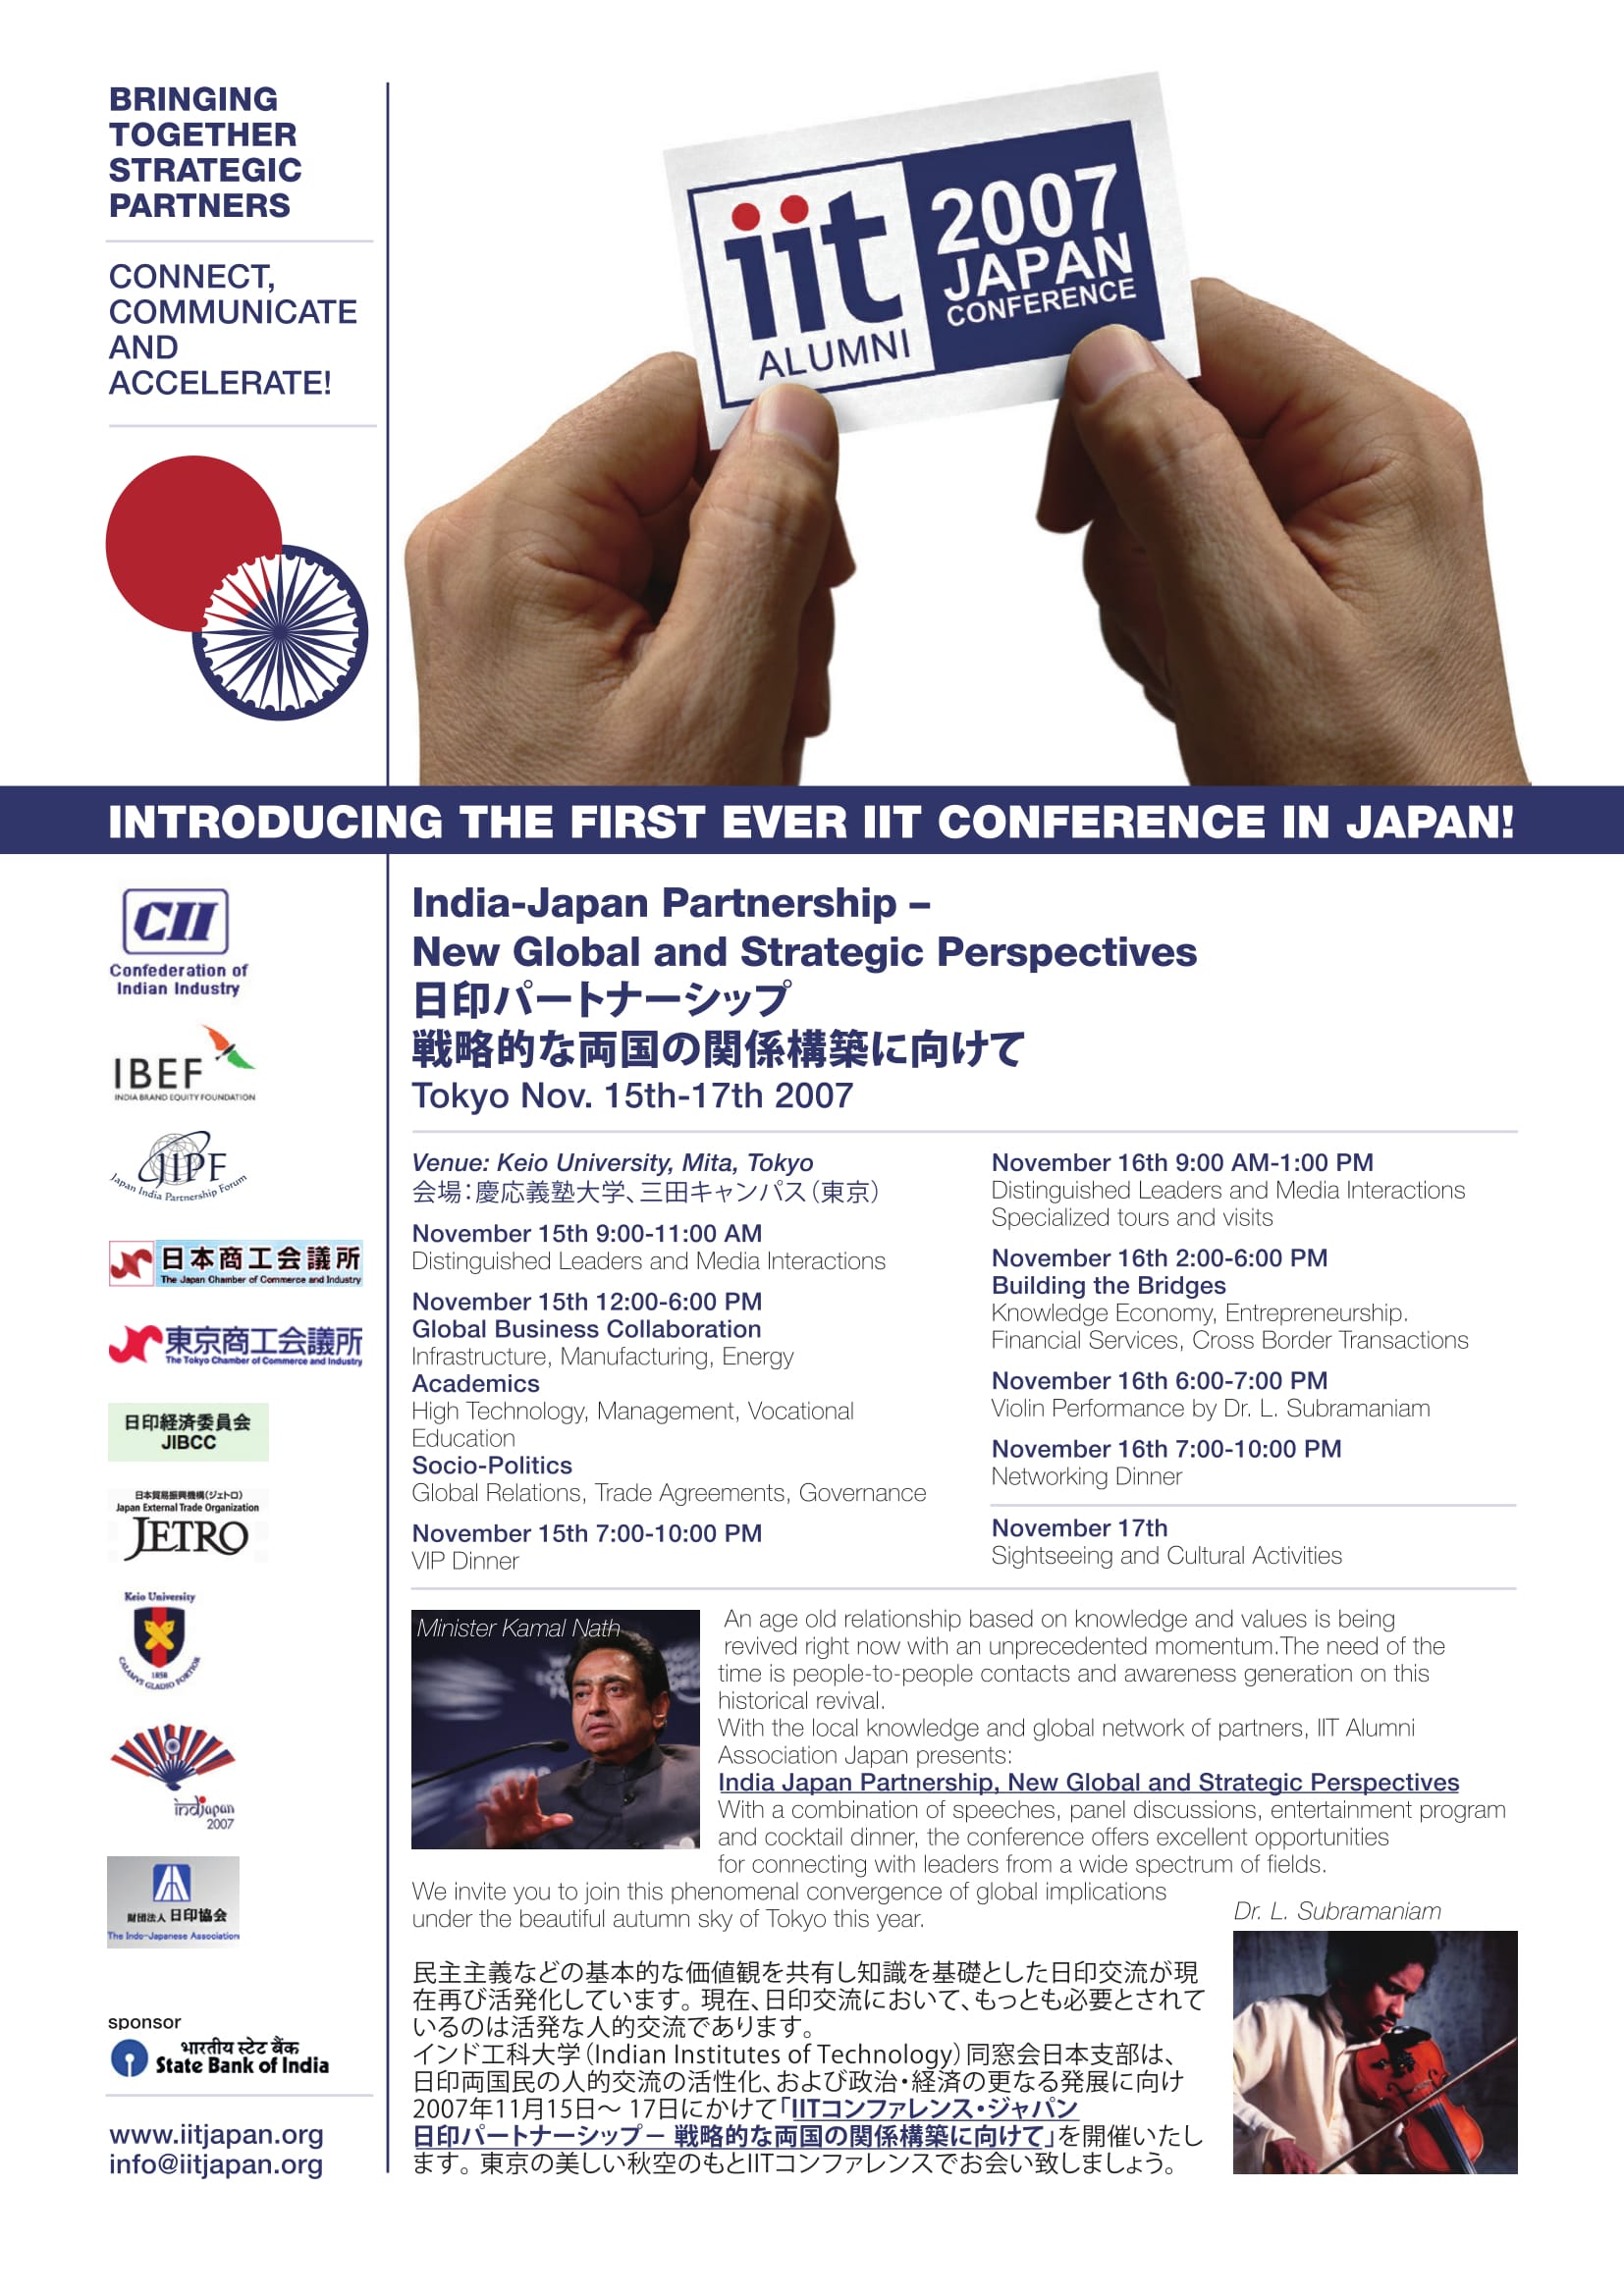 BRINGING
TOGETHER
STRATEGIC
PARTNERS
CONNECT,
COMMUNICATE
AND
ACCELERATE!
iit
ALUMNI
2007
JAPAN
CONFERENCE
INTRODUCING THE FIRST EVER IIT CONFERENCE IN JAPAN!
CII
Confederation of
Indian Industry
IBEF
INDIA BRAND EQUITY FOUNDATION
JIPF
Japan India Partnership Forum
日本商工会議所
The Japan Chamber of Commerce and Industry
東京商工会議所
The Tokyo Chamber of Commerce and Industry
日印経済委員会
JIBCC
日本貿易振興機構(ジェトロ)
Japan External Trade Organization
JETRO
Keio University
1858
CALAMVS GLADIO FORTIOR
indjapan
2007
財団法人 日印協会
The Indo-Japanese Association
sponsor
भारतीय स्टेट बैंक
State Bank of India
www.iitjapan.org
info@iitjapan.org
India-Japan Partnership –
New Global and Strategic Perspectives
日印パートナーシップ
戦略的な両国の関係構築に向けて
Tokyo Nov. 15th-17th 2007
Venue: Keio University, Mita, Tokyo
会場：慶応義塾大学、三田キャンパス（東京）
November 15th 9:00-11:00 AM
Distinguished Leaders and Media Interactions
November 15th 12:00-6:00 PM
Global Business Collaboration
Infrastructure, Manufacturing, Energy
Academics
High Technology, Management, Vocational
Education
Socio-Politics
Global Relations, Trade Agreements, Governance
November 15th 7:00-10:00 PM
VIP Dinner
November 16th 9:00 AM-1:00 PM
Distinguished Leaders and Media Interactions
Specialized tours and visits
November 16th 2:00-6:00 PM
Building the Bridges
Knowledge Economy, Entrepreneurship.
Financial Services, Cross Border Transactions
November 16th 6:00-7:00 PM
Violin Performance by Dr. L. Subramaniam
November 16th 7:00-10:00 PM
Networking Dinner
November 17th
Sightseeing and Cultural Activities
Minister Kamal Nath
An age old relationship based on knowledge and values is being
revived right now with an unprecedented momentum.The need of the
time is people-to-people contacts and awareness generation on this
historical revival.
With the local knowledge and global network of partners, IIT Alumni
Association Japan presents:
India Japan Partnership, New Global and Strategic Perspectives
With a combination of speeches, panel discussions, entertainment program
and cocktail dinner, the conference offers excellent opportunities
for connecting with leaders from a wide spectrum of fields.
We invite you to join this phenomenal convergence of global implications
under the beautiful autumn sky of Tokyo this year.
Dr. L. Subramaniam
民主主義などの基本的な価値観を共有し知識を基礎とした日印交流が現
在再び活発化しています。現在、日印交流において、もっとも必要とされて
いるのは活発な人的交流であります。
インド工科大学（Indian Institutes of Technology）同窓会日本支部は、
日印両国民の人的交流の活性化、および政治・経済の更なる発展に向け
2007年11月15日〜 17日にかけて「IITコンファレンス・ジャパン
日印パートナーシップ− 戦略的な両国の関係構築に向けて」を開催いたし
ます。東京の美しい秋空のもとIITコンファレンスでお会い致しましょう。